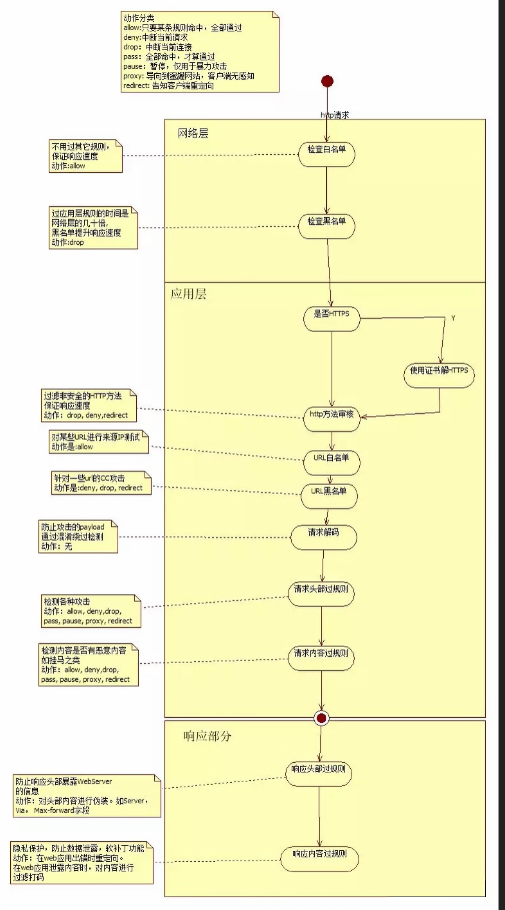 动作分类
allow:只要某条规则命中，全部通过
deny:中断当前请求
drop：中断当前连接
pass：全部命中，才算通过
pause：暂停，仅用于暴力攻击
proxy: 导向到蜜罐网站，客户端无感知
redirect: 告知客户端重定向
http请求
网络层
检查白名单
不用过其它规则，
保证响应速度
动作:allow
检查黑名单
过应用层规则的时间是
网络层的几十倍，
黑名单提升响应速度
动作:drop
应用层
是否HTTPS
Y
使用证书解HTTPS
过滤非安全的HTTP方法
保证响应速度
动作：drop, deny,redirect
http方法审核
对某些URL进行来源IP测试
动作是:allow
URL白名单
针对一些url的CC攻击
动作是:deny, drop, redirect
URL黑名单
防止攻击的payload
通过混淆绕过检测
动作：无
请求解码
请求头部过规则
检测各种攻击
动作：allow, deny,drop,
pass, pause, proxy, redirect
检测内容是否有恶意内容
如挂马之类
动作：allow, deny,drop,
pass, pause, proxy, redirect
请求内容过规则
响应部分
响应头部过规则
防止响应头部暴露WebServer
的信息
动作：对头部内容进行伪装。如Server，
Via，Max-forward字段
隐私保护，防止数据泄露，软补丁功能
动作：在web应用出错时重定向。
在web应用泄露内容时，对内容进行
过滤打码
响应内容过规则